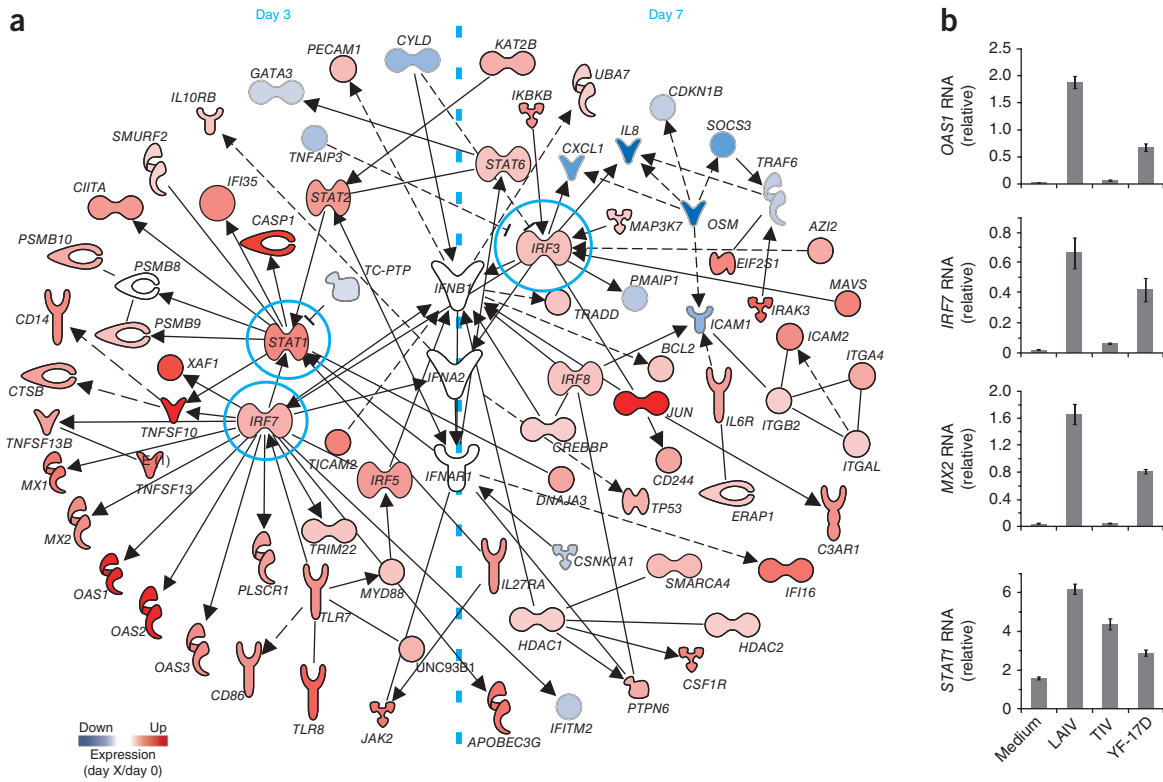 a
Day 3
Day 7
b
PECAM1
CYLD
KAT2B
GATA3
UBA7
IL10RB
IKBKB
CDKN1B
SMURF2
TNFAIP3
CXCL1
IL8
SOCS3
STAT6
TRAF6
CIITA
IFI35
STAT2
CASP1
MAP3K7
OSM
AZI2
PSMB10
IRF3
EIF2S1
PSMB8
TC-PTP
IFNB1
PMAIP1
MAVS
CD14
PSMB9
TRADD
ICAM1
IRAK3
STAT1
ICAM2
XAF1
IFNA2
BCL2
ITGA4
CTSB
IRF8
IRF7
JUN
IL6R
TNFSF13B
TNFSF10
CREBBP
ITGB2
TICAM2
IFNAR1
ITGAL
MX1
TNFSF13
IRF5
DNAJA3
CD244
TP53
ERAP1
MX2
C3AR1
TRIM22
CSNK1A1
OAS1
PLSCR1
MYD88
IL27RA
SMARCA4
IFI16
OAS2
TLR7
HDAC1
HDAC2
OAS3
UNC93B1
CD86
CSF1R
TLR8
JAK2
APOBEC3G
IFITM2
PTPN6
Down
Up
Expression
(day X/day 0)
OAS1 RNA
(relative)
2.5
2.0
1.5
1.0
0.5
0
IRF7 RNA
(relative)
0.8
0.6
0.4
0.2
0
MX2 RNA
(relative)
2.0
1.6
1.2
0.8
0.4
0
STAT1 RNA
(relative)
6
4
2
0
Medium
LAIV
TIV
YF-17D